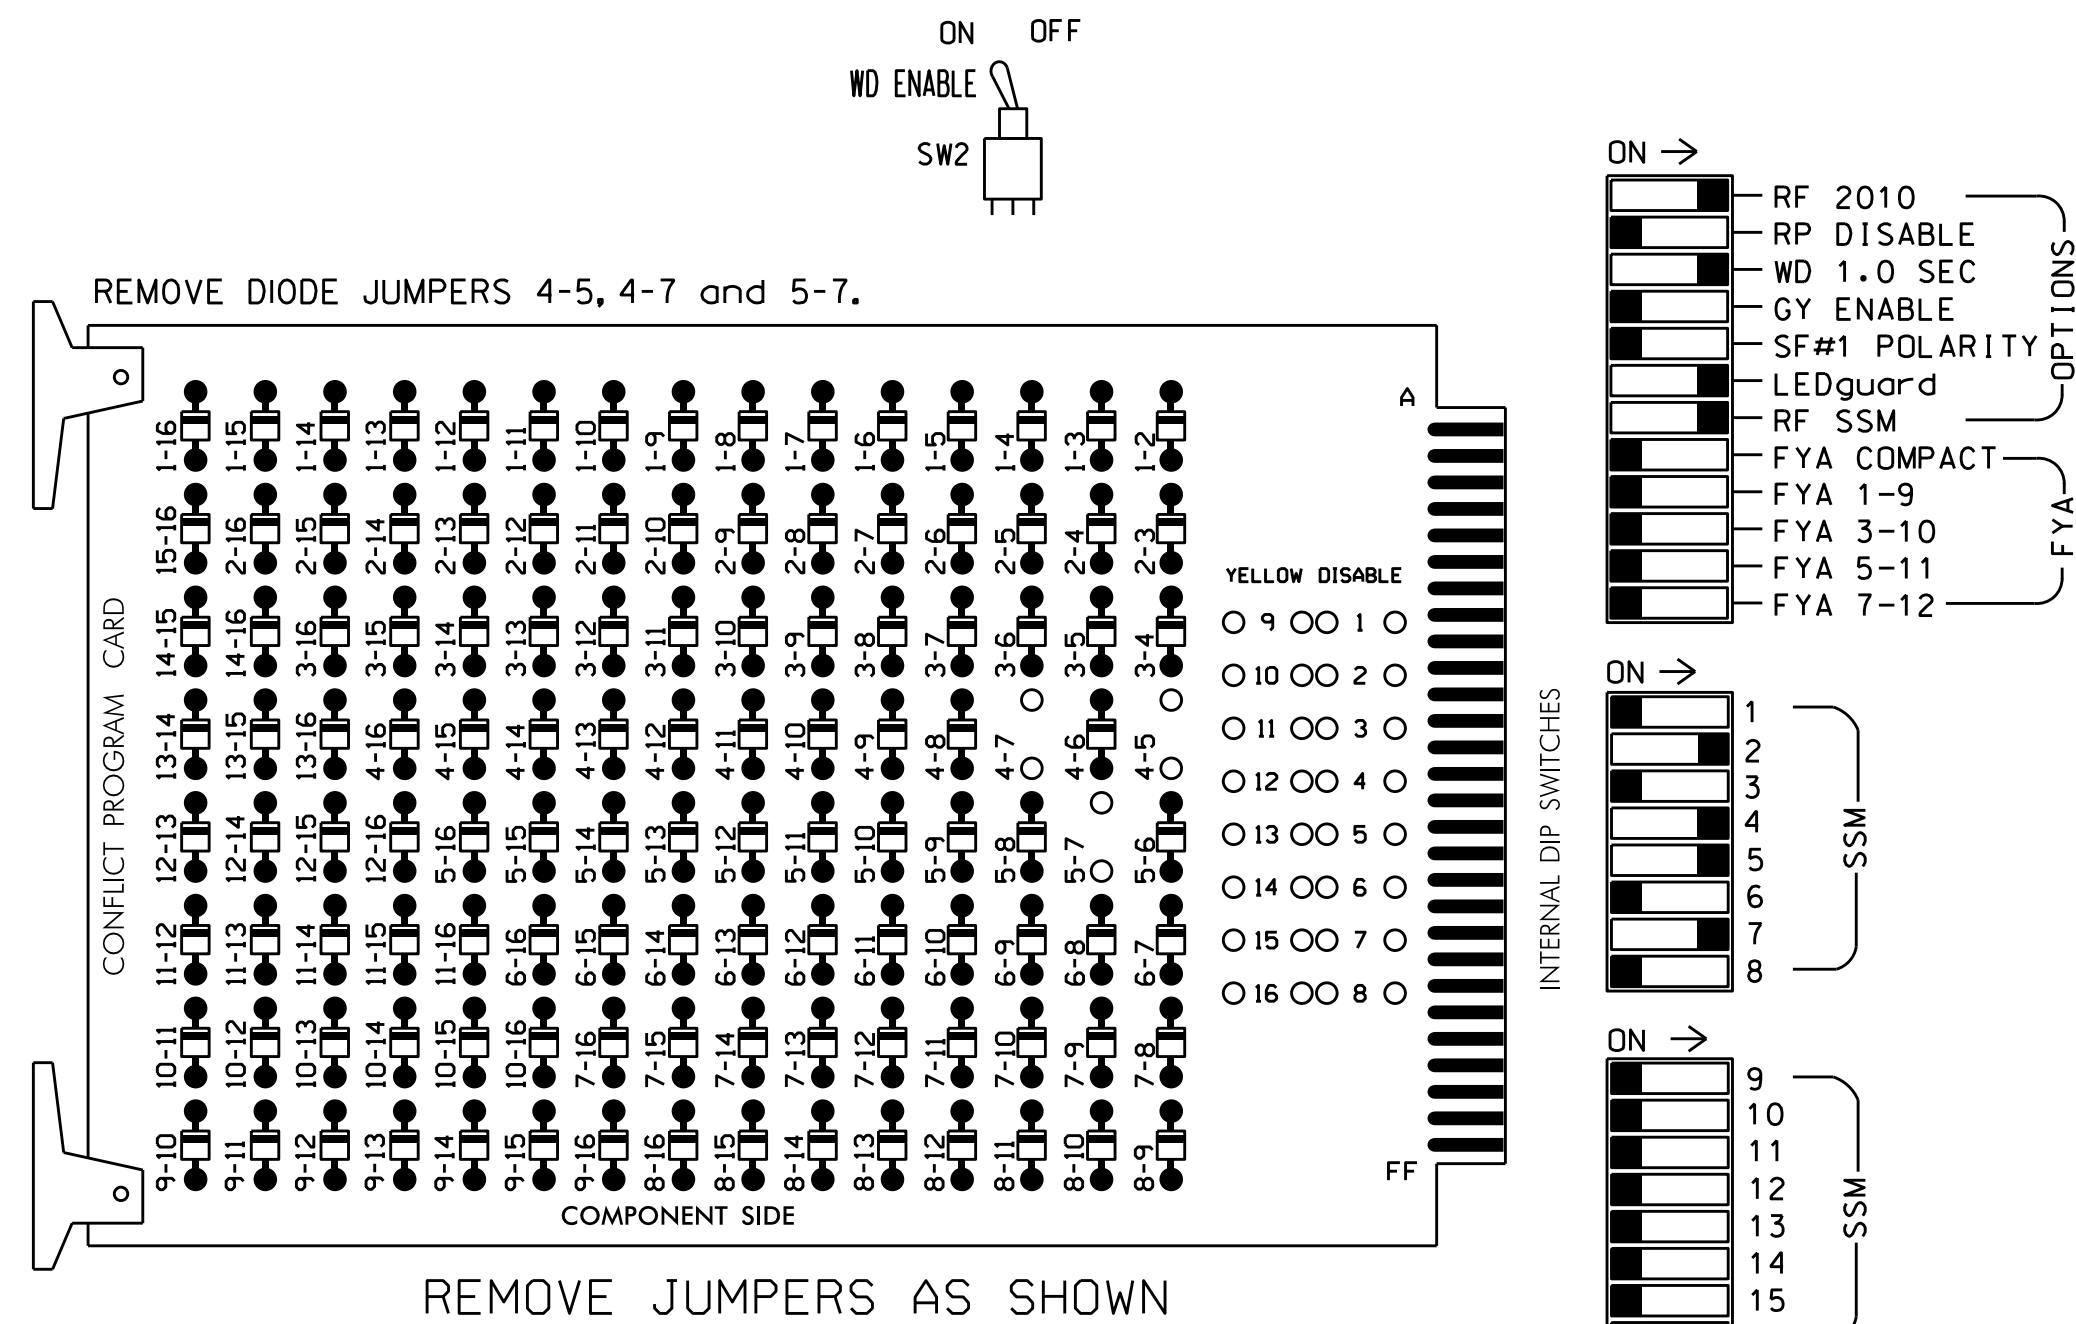 ON OFF
WD ENABLE
SW2
REMOVE DIODE JUMPERS 4-5, 4-7 and 5-7.
1-16 1-15 1-14 1-13 1-12 1-11 1-10 1-9 1-8 1-7 1-6 1-5 1-4 1-3 1-2
15-16 2-16 2-15 2-14 2-13 2-12 2-11 2-10 2-9 2-8 2-7 2-6 2-5 2-4 2-3
14-15 14-16 3-16 3-15 3-14 3-13 3-12 3-11 3-10 3-9 3-8 3-7 3-6 3-5 3-4
13-14 13-15 13-16 4-16 4-15 4-14 4-13 4-12 4-11 4-10 4-9 4-8 4-7 4-6 4-5
12-13 12-14 12-15 12-16 5-16 5-15 5-14 5-13 5-12 5-11 5-10 5-9 5-8 5-7 5-6
11-12 11-13 11-14 11-15 11-16 6-16 6-15 6-14 6-13 6-12 6-11 6-10 6-9 6-8 6-7
10-11 10-12 10-13 10-14 10-15 10-16 7-16 7-15 7-14 7-13 7-12 7-11 7-10 7-9 7-8
9-10 9-11 9-12 9-13 9-14 9-15 9-16 8-16 8-15 8-14 8-13 8-12 8-11 8-10 8-9
CONFLICT PROGRAM CARD
COMPONENT SIDE
A
YELLOW DISABLE
9 1
10 2
11 3
12 4
13 5
14 6
15 7
16 8
FF
REMOVE JUMPERS AS SHOWN
INTERNAL DIP SWITCHES
ON
RF 2010
RP DISABLE
WD 1.0 SEC
GY ENABLE
SF#1 POLARITY
LEDguard
RF SSM
OPTIONS
FYA COMPACT
FYA 1-9
FYA 3-10
FYA 5-11
FYA 7-12
FYA
ON
1
2
3
4
5
6
7
8
SSM
ON
9
10
11
12
13
14
15
SSM